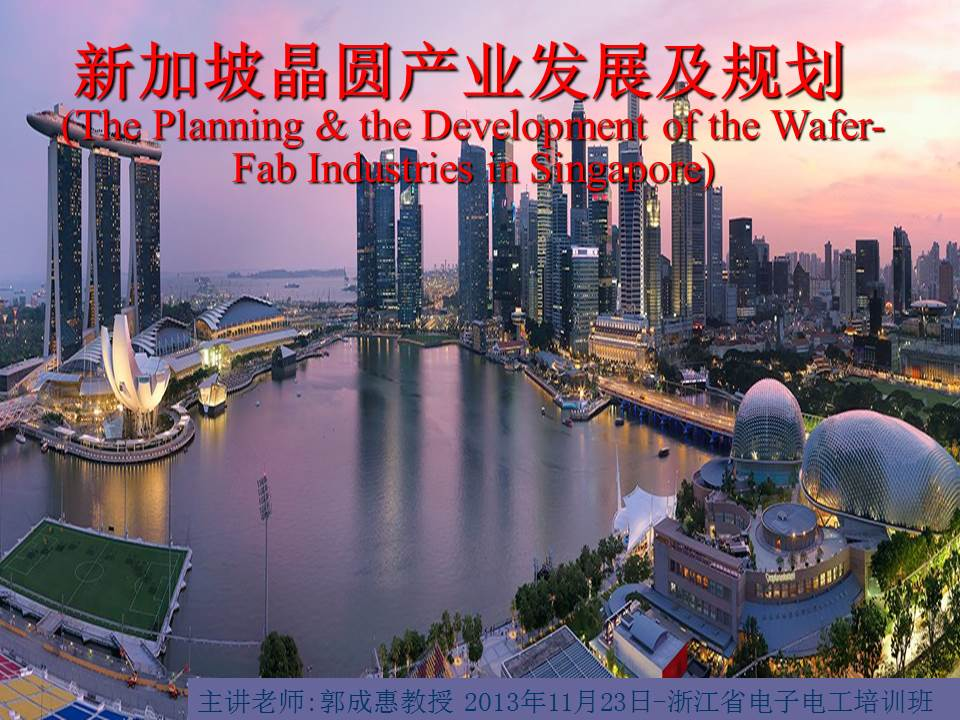 新加坡晶圆产业发展及规划
(The Planning & the Development of the Wafer-
Fab Industries in Singapore)
主讲老师:郭成惠教授 2013年11月23日-浙江省电子电工培训班